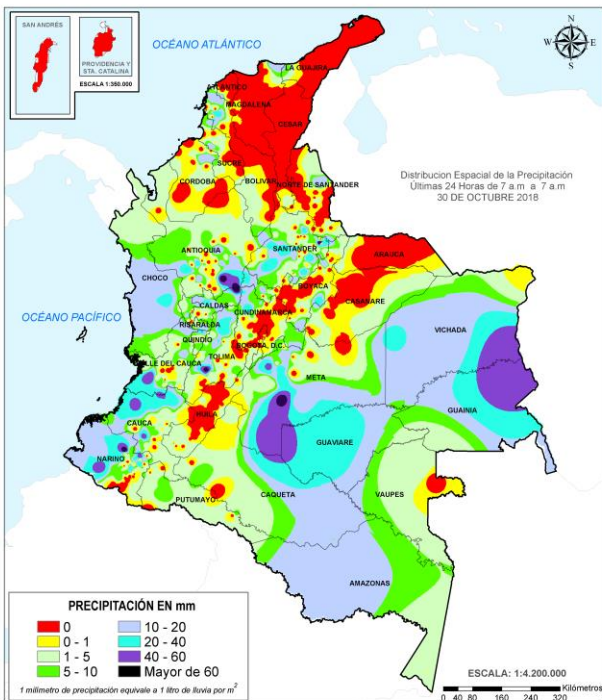 SAN ANDRÉS
PROVIDENCIA Y
STA. CATALINA
ESCALA 1:350.000
OCÉANO ATLÁNTICO
N
W E
S
LA GUAJIRA
ATLANTICO
MAGDALENA
CESAR
SUCRE
CORDOBA
BOLIVAR
NORTE DE SANTANDER
Distribucion Espacial de la Precipitación
Últimas 24 Horas de 7 a.m a 7 a.m
30 DE OCTUBRE 2018
ANTIOQUIA
SANTANDER
ARAUCA
CHOCO
BOYACA
CASANARE
CALDAS
OCÉANO PACÍFICO
CUNDINAMARCA
RISARALDA
VICHADA
QUINDIO
BOGOTA, D.C.
TOLIMA
VALLE DEL CAUCA
META
GUAINIA
HUILA
CAUCA
GUAVIARE
NARIÑO
CAQUETA
VAUPES
PUTUMAYO
AMAZONAS
PRECIPITACIÓN EN mm
0
0 - 1
1 - 5
5 - 10
10 - 20
20 - 40
40 - 60
Mayor de 60
1 milimetro de precipitación equivale a 1 litro de lluvia por m2
ESCALA: 1:4.200.000
Kilómetros
0 40 80 160 240 320